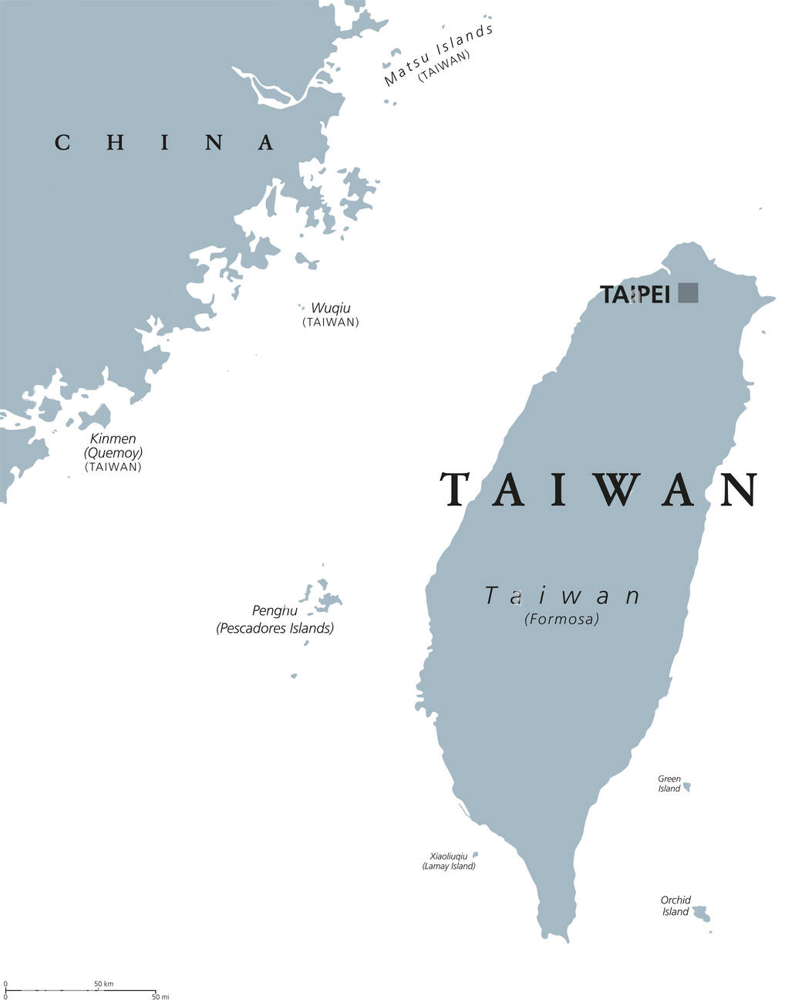 Matsu Islands
(TAIWAN)
CHINA
TAIPEI
Wuqiu
(TAIWAN)
Kinmen
(Quemoy)
(TAIWAN)
TAIWAN
Taiwan
(Formosa)
Penghu
(Pescadores Islands)
Green
Island
Xiaoliuqiu
(Lamay Island)
Orchid
Island
0 50 km
0 50 mi